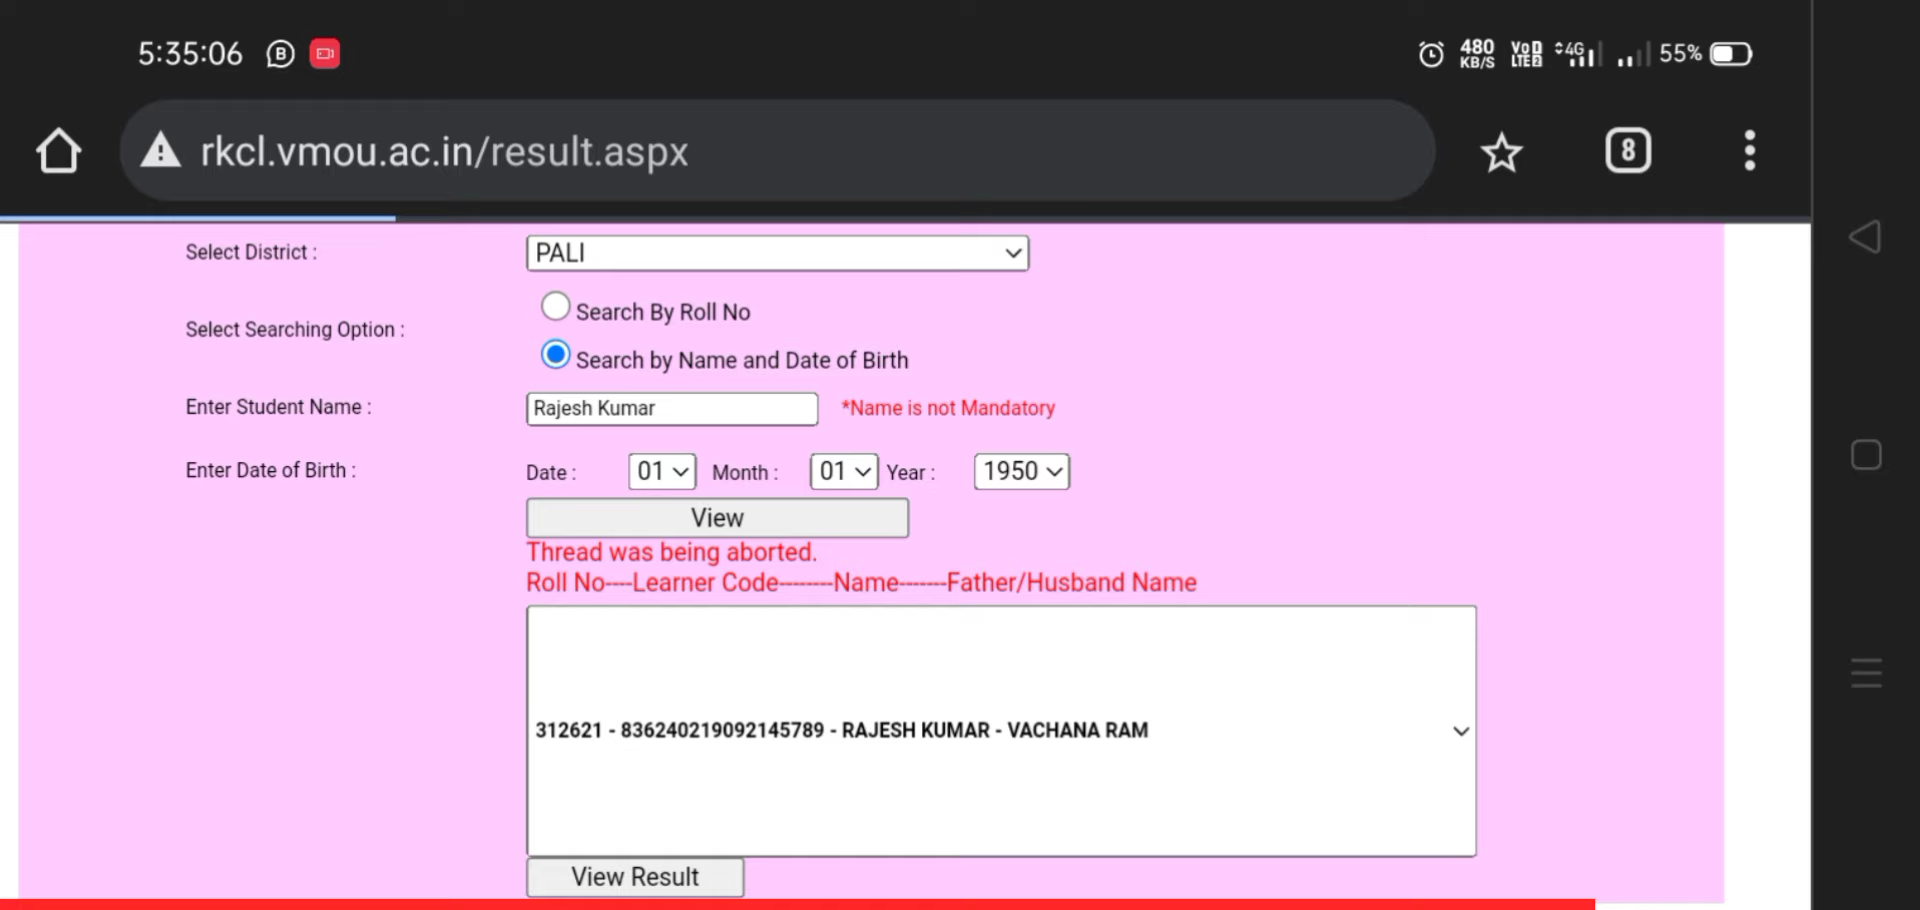 5:35:06 B 480 KB/S VoD LTE2 4G 55%
rkcl.vmou.ac.in/result.aspx 8
Select District : PALI
Search By Roll No
Select Searching Option :
Search by Name and Date of Birth
Enter Student Name : Rajesh Kumar *Name is not Mandatory
Enter Date of Birth : Date : 01 Month : 01 Year : 1950
View
Thread was being aborted.
Roll No----Learner Code--------Name-------Father/Husband Name
312621 - 836240219092145789 - RAJESH KUMAR - VACHANA RAM
View Result